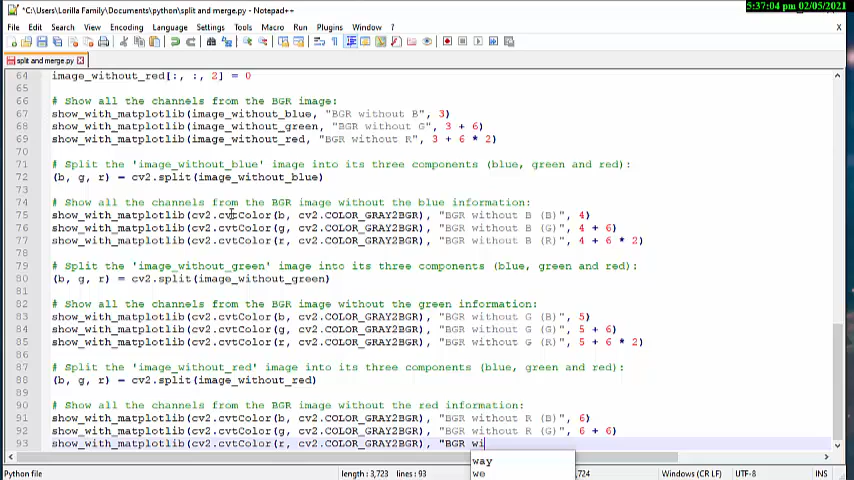 5:37:04 pm 02/05/2021
*C:\Users\Lorilla Family\Documents\python\split and merge.py - Notepad++
File Edit Search View Encoding Language Settings Tools Macro Run Plugins Window ? X
split and merge.py
64 image_without_red[:, :, 2] = 0
65
66 # Show all the channels from the BGR image:
67 show_with_matplotlib(image_without_blue, "BGR without B", 3)
68 show_with_matplotlib(image_without_green, "BGR without G", 3 + 6)
69 show_with_matplotlib(image_without_red, "BGR without R", 3 + 6 * 2)
70
71 # Split the 'image_without_blue' image into its three components (blue, green and red):
72 (b, g, r) = cv2.split(image_without_blue)
73
74 # Show all the channels from the BGR image without the blue information:
75 show_with_matplotlib(cv2.cvtColor(b, cv2.COLOR_GRAY2BGR), "BGR without B (B)", 4)
76 show_with_matplotlib(cv2.cvtColor(g, cv2.COLOR_GRAY2BGR), "BGR without B (G)", 4 + 6)
77 show_with_matplotlib(cv2.cvtColor(r, cv2.COLOR_GRAY2BGR), "BGR without B (R)", 4 + 6 * 2)
78
79 # Split the 'image_without_green' image into its three components (blue, green and red):
80 (b, g, r) = cv2.split(image_without_green)
81
82 # Show all the channels from the BGR image without the green information:
83 show_with_matplotlib(cv2.cvtColor(b, cv2.COLOR_GRAY2BGR), "BGR without G (B)", 5)
84 show_with_matplotlib(cv2.cvtColor(g, cv2.COLOR_GRAY2BGR), "BGR without G (G)", 5 + 6)
85 show_with_matplotlib(cv2.cvtColor(r, cv2.COLOR_GRAY2BGR), "BGR without G (R)", 5 + 6 * 2)
86
87 # Split the 'image_without_red' image into its three components (blue, green and red):
88 (b, g, r) = cv2.split(image_without_red)
89
90 # Show all the channels from the BGR image without the red information:
91 show_with_matplotlib(cv2.cvtColor(b, cv2.COLOR_GRAY2BGR), "BGR without R (B)", 6)
92 show_with_matplotlib(cv2.cvtColor(g, cv2.COLOR_GRAY2BGR), "BGR without R (G)", 6 + 6)
93 show_with_matplotlib(cv2.cvtColor(r, cv2.COLOR_GRAY2BGR), "BGR wi
way
we
Python file length : 3,723 lines : 93 ,724 Windows (CR LF) UTF-8 INS